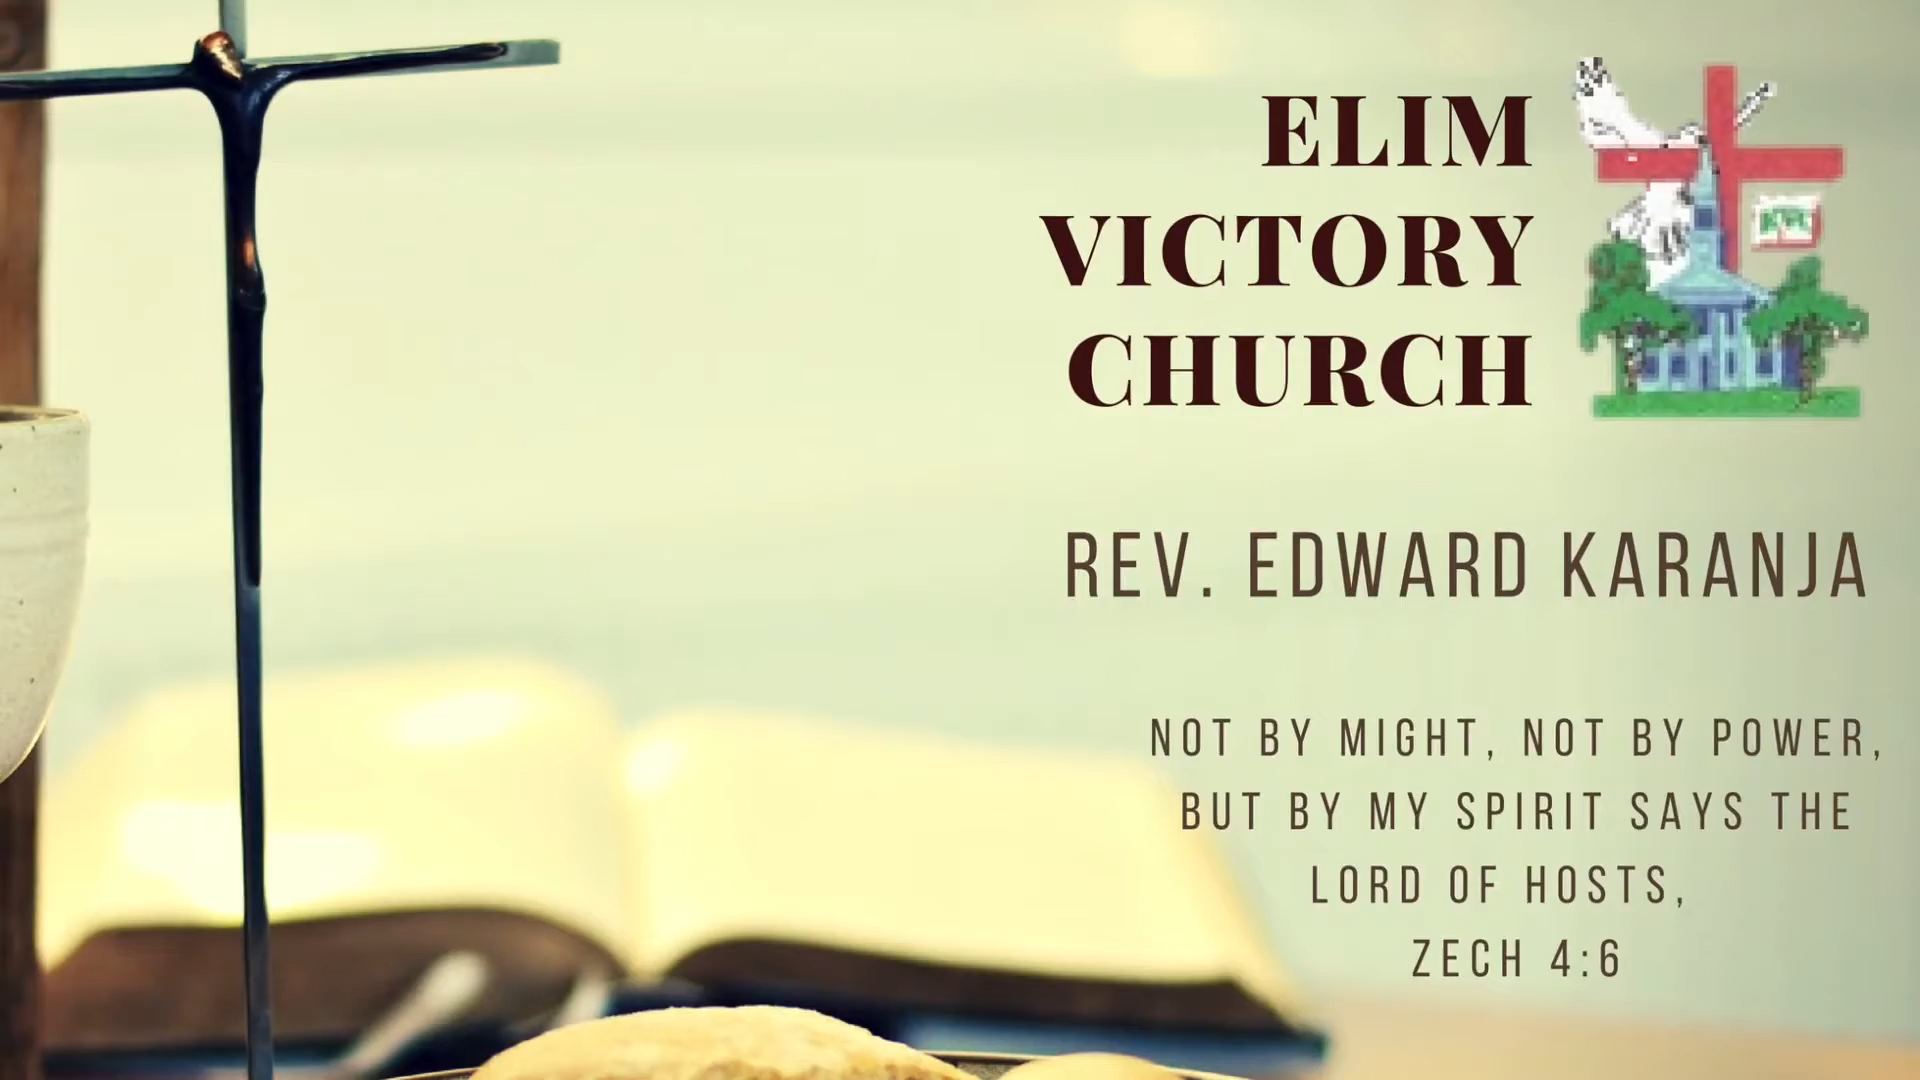 ELIM
VICTORY
CHURCH
REV. EDWARD KARANJA
NOT BY MIGHT, NOT BY POWER,
BUT BY MY SPIRIT SAYS THE
LORD OF HOSTS,
ZECH 4:6